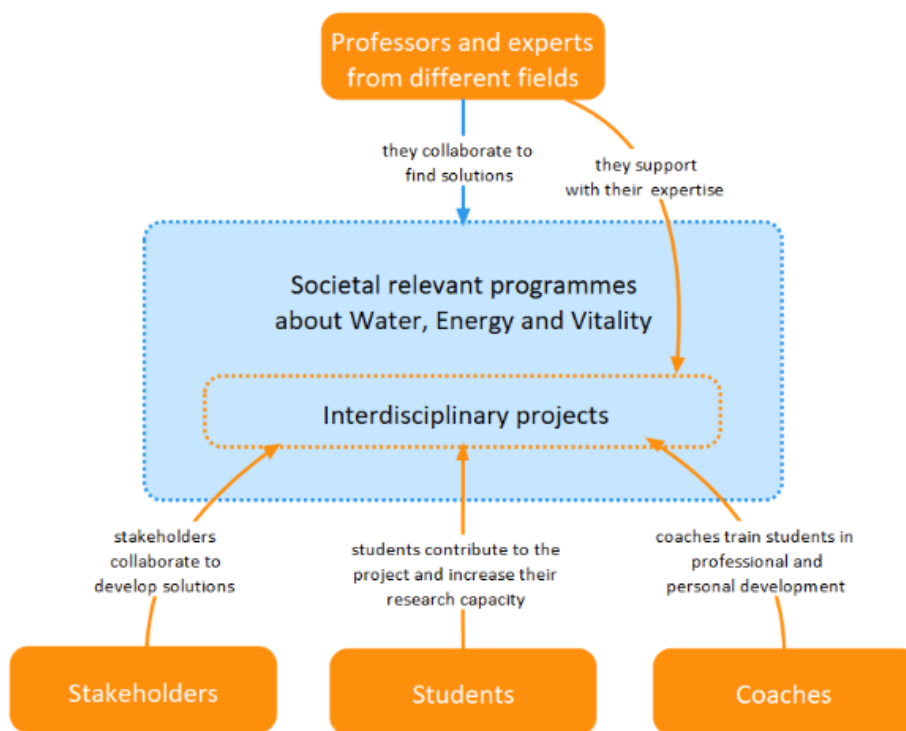 Professors and experts
from different fields
they collaborate to
find solutions
they support
with their expertise
Societal relevant programmes
about Water, Energy and Vitality
Interdisciplinary projects
stakeholders
collaborate to
develop solutions
students contribute to the
project and increase their
research capacity
coaches train students in
professional and
personal development
Stakeholders
Students
Coaches